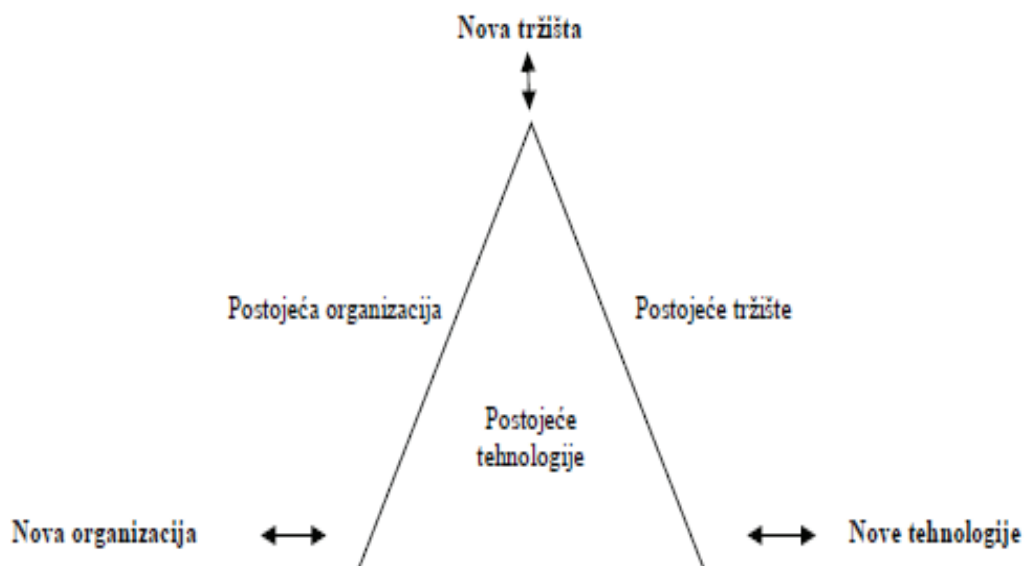 Nova tržišta
Postojeća organizacija
Postojeće tržište
Postojeće
tehnologije
Nova organizacija
Nove tehnologije